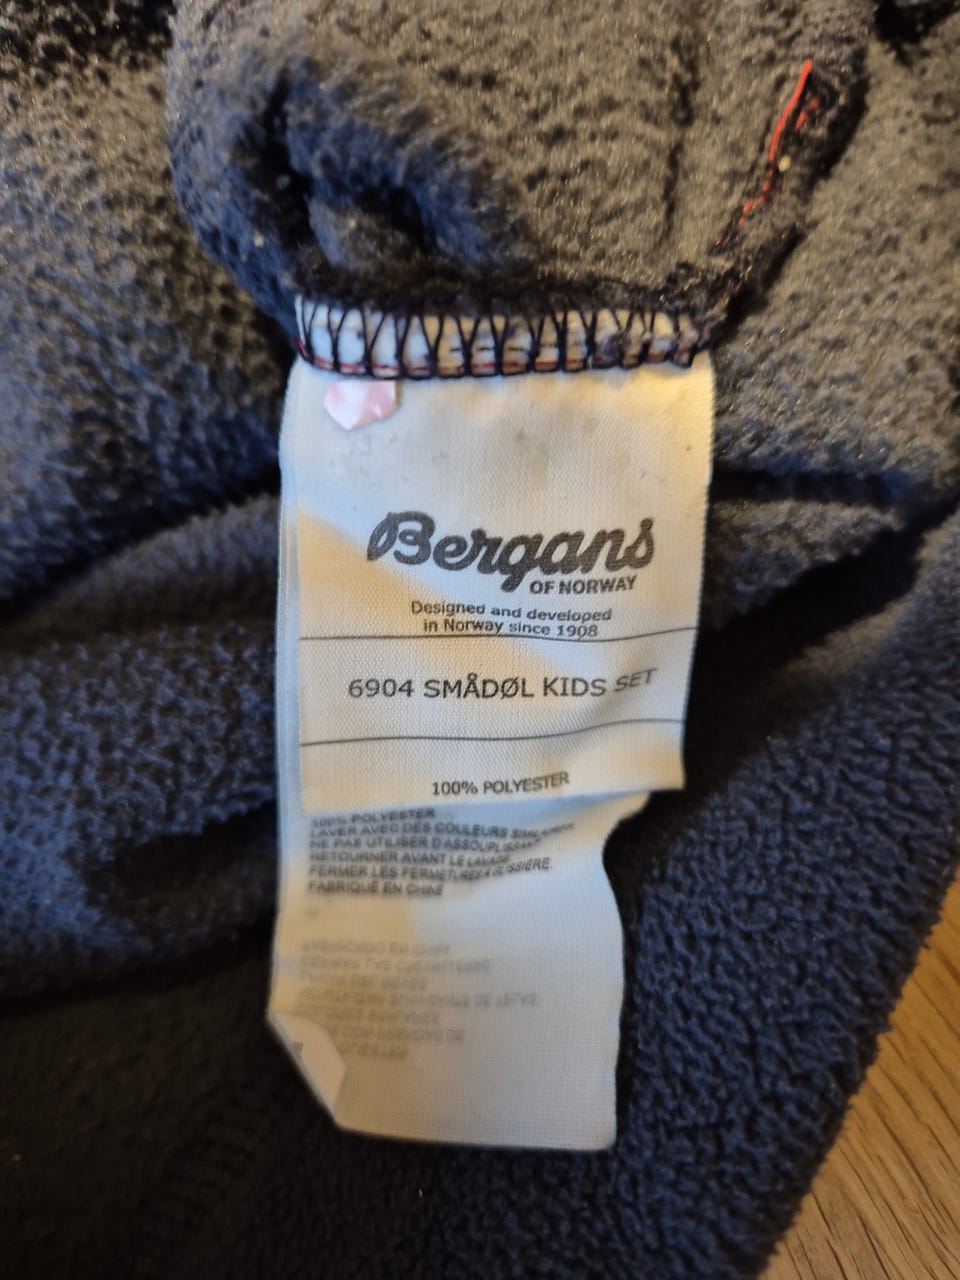 Bergans
OF NORWAY
Designed and developed
in Norway since 1908
6904 SMÅDØL KIDS SET
100% POLYESTER
100% POLYESTER
LAVER AVEC DES COULEURS
NE PAS UTILISER D'ASSOUPLISSANT
RETOURNER AVANT LE LAVAGE
FERMER LES FERMETURES À GLISSIÈRE.
FABRIQUÉ EN CHINE